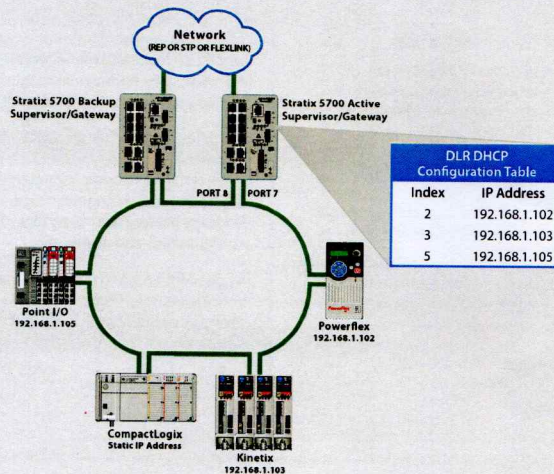 Network
(REP OR STP OR FLEXLINK)
Stratix 5700 Backup
Supervisor/Gateway
Stratix 5700 Active
Supervisor/Gateway
PORT 8
PORT 7
DLR DHCP
Configuration Table
Index IP Address
2 192.168.1.102
3 192.168.1.103
5 192.168.1.105
Point I/O
192.168.1.105
PowerFlex
Powerflex
192.168.1.102
CompactLogix
Static IP Address
Kinetix
192.168.1.103